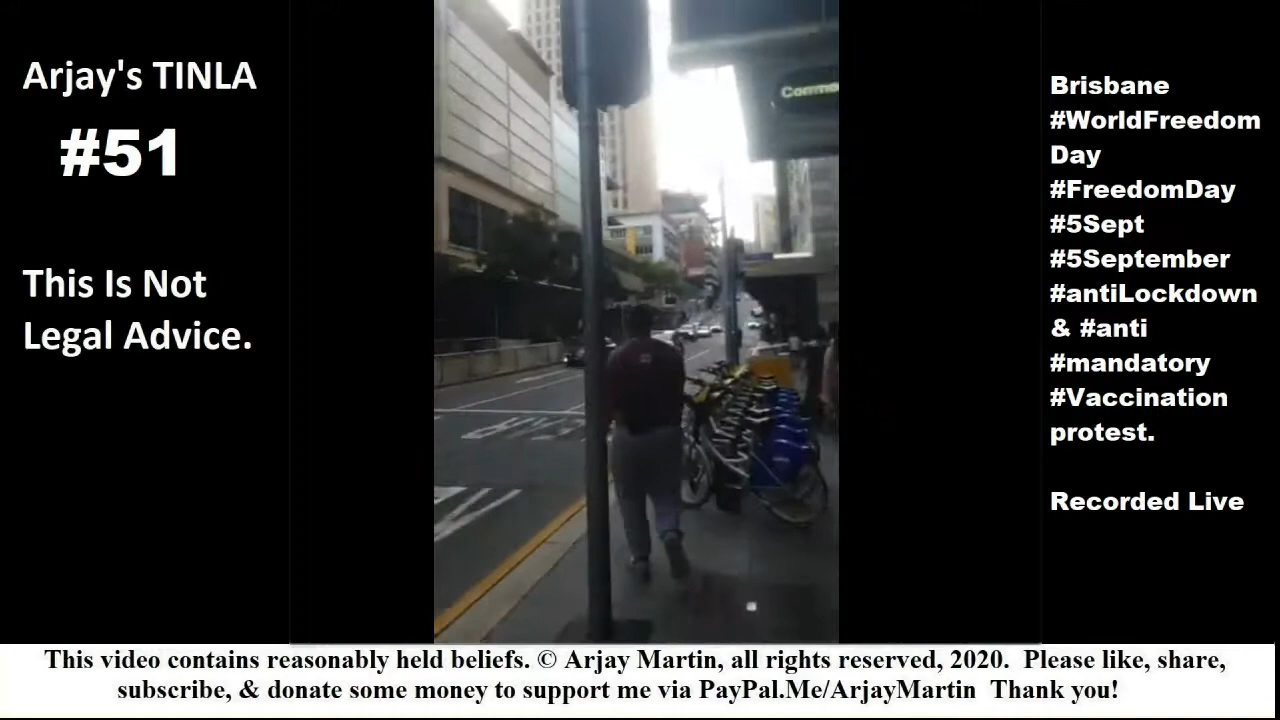 Arjay's TINLA
#51
This Is Not
Legal Advice.
Commo
Brisbane
#WorldFreedom
Day
#FreedomDay
#5Sept
#5September
#antiLockdown
& #anti
#mandatory
#Vaccination
protest.
Recorded Live
This video contains reasonably held beliefs. © Arjay Martin, all rights reserved, 2020.  Please like, share,
subscribe, & donate some money to support me via PayPal.Me/ArjayMartin  Thank you!